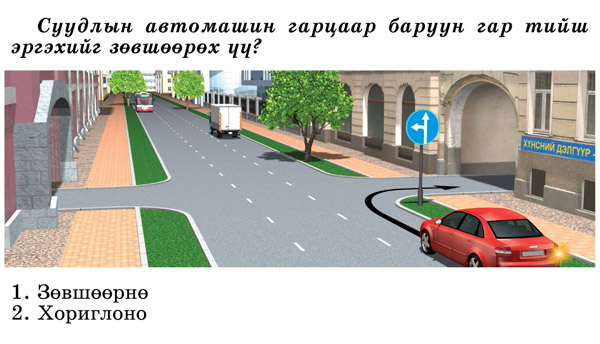 Суудлын автомашин гарцаар баруун гар тийш
эргэхийг зөвшөөрөх үү?
ХҮНСНИЙ ДЭЛГҮҮР
1. Зөвшөөрнө
2. Хориглоно